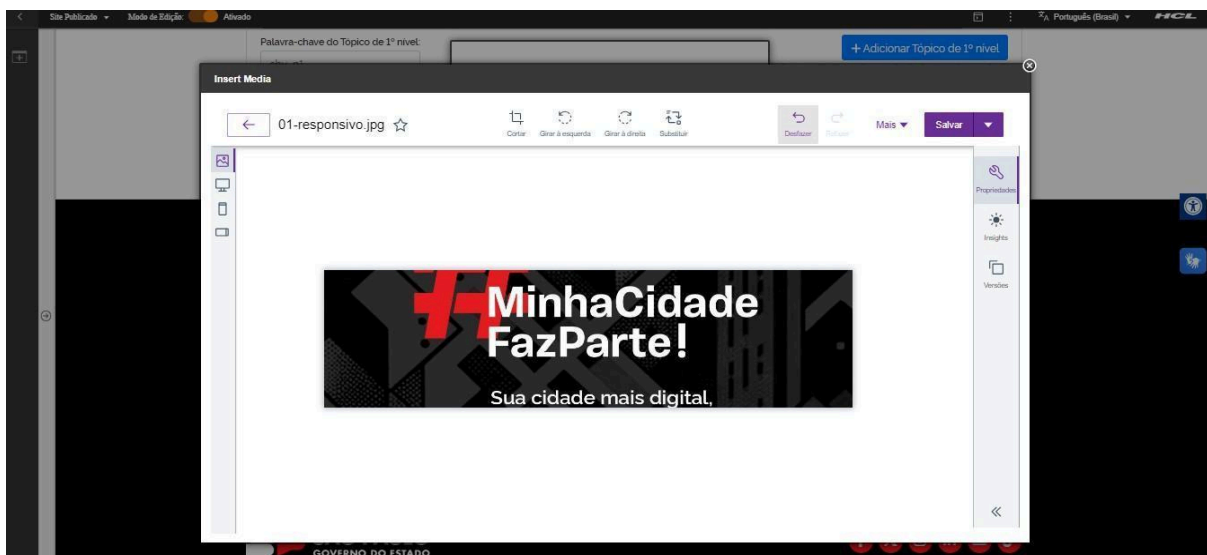 Site Publicado
Modo de Edição:
Ativado
Português (Brasil)
HCL
Palavra-chave do Tópico de 1º nível:
+ Adicionar Tópico de 1º nível
Insert Media
01-responsivo.jpg
Cortar
Girar à esquerda
Girar à direita
Substituir
Desfazer
Mais
Salvar
Propriedades
Insights
Versões
#MinhaCidade
FazParte!
Sua cidade mais digital,
GOVERNO DO ESTADO